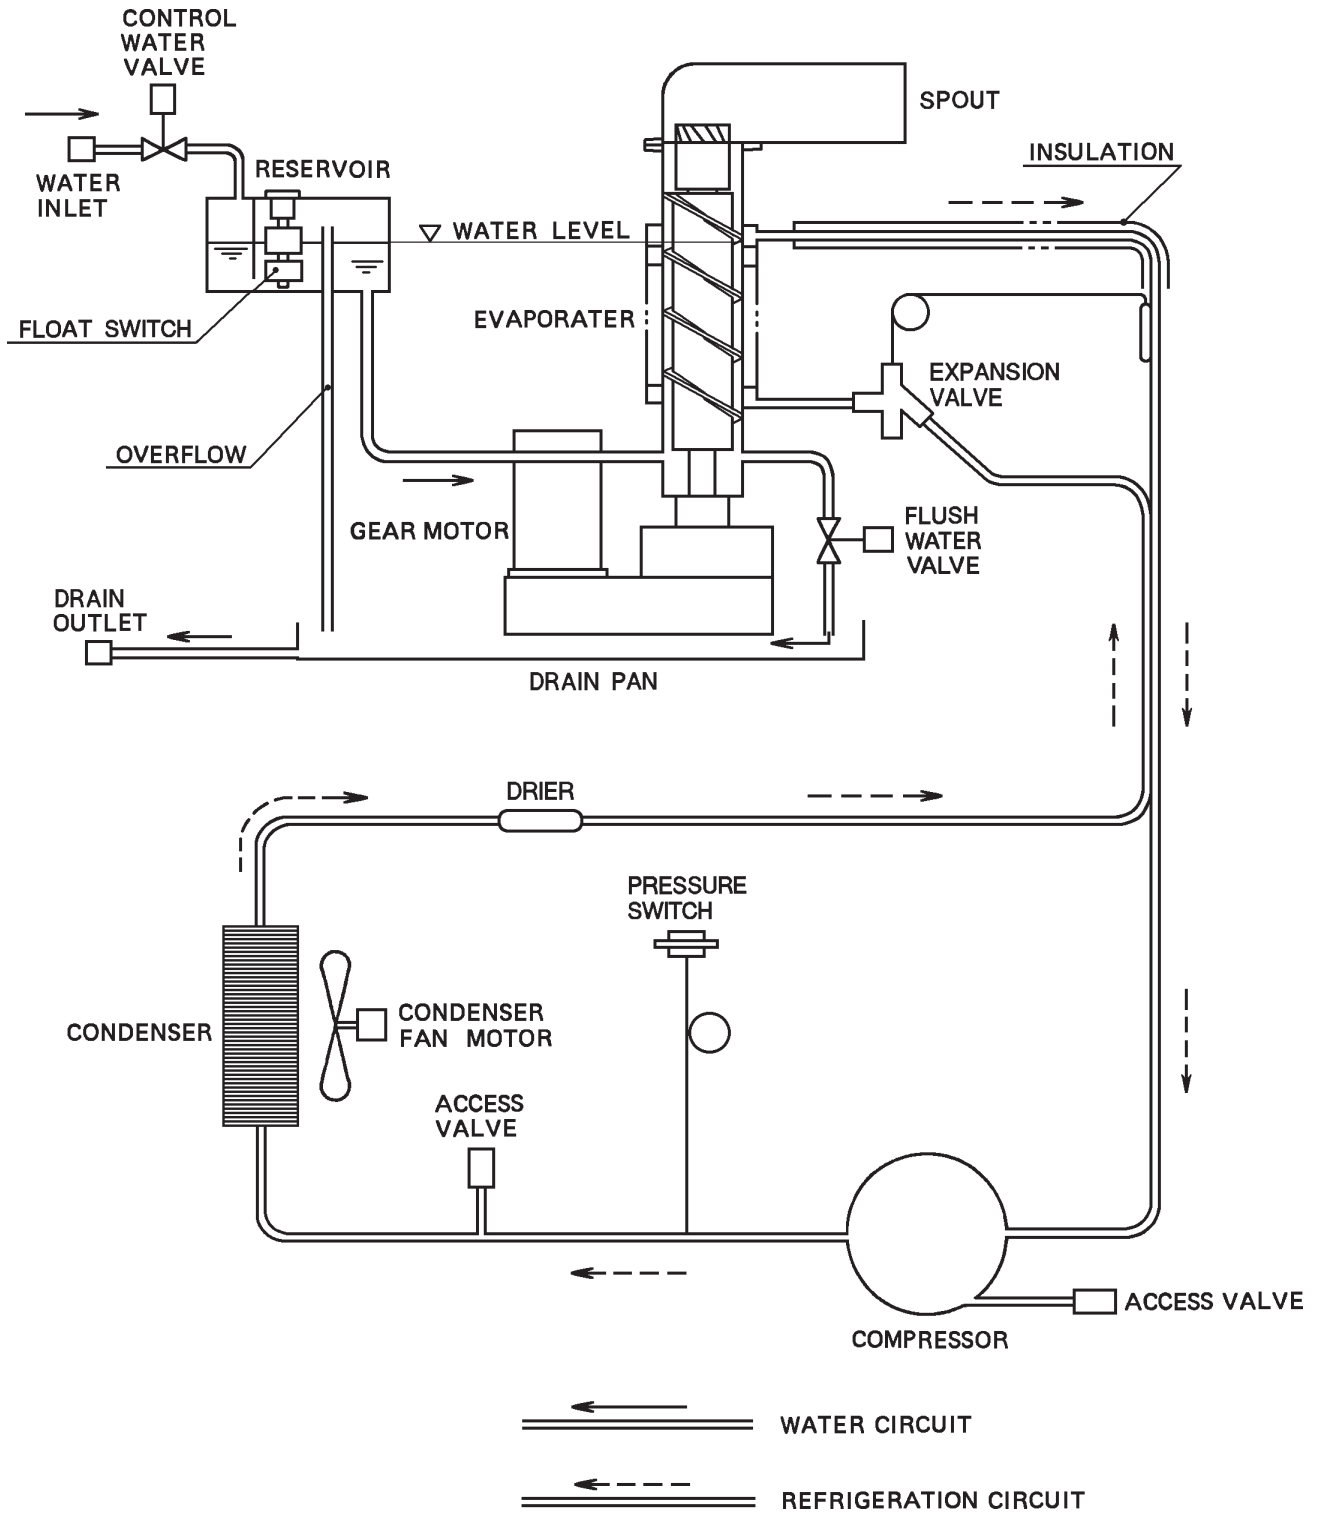 CONTROL
WATER
VALVE
SPOUT
INSULATION
RESERVOIR
WATER
INLET
WATER LEVEL
FLOAT SWITCH
EVAPORATER
EXPANSION
VALVE
OVERFLOW
GEAR MOTOR
FLUSH
WATER
VALVE
DRAIN
OUTLET
DRAIN PAN
DRIER
PRESSURE
SWITCH
CONDENSER
CONDENSER
FAN MOTOR
ACCESS
VALVE
ACCESS VALVE
COMPRESSOR
WATER CIRCUIT
REFRIGERATION CIRCUIT